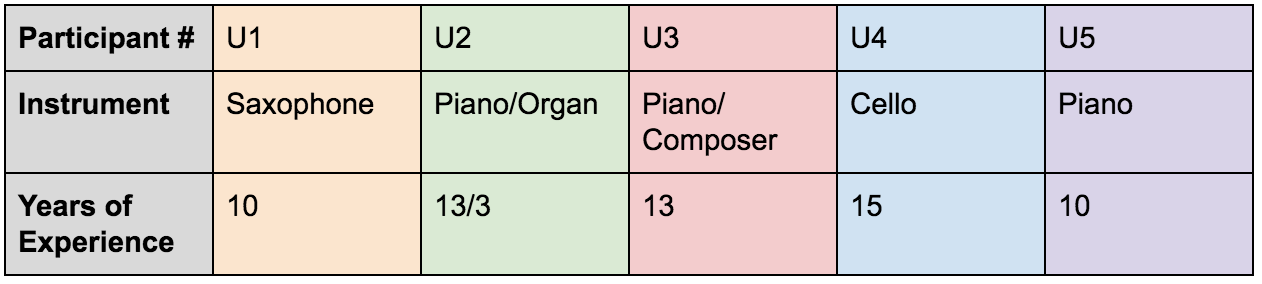 Participant # U1 U2 U3 U4 U5
Instrument Saxophone Piano/Organ Piano/ Cello Piano
Composer
Years of 10 13/3 13 15 10
Experience